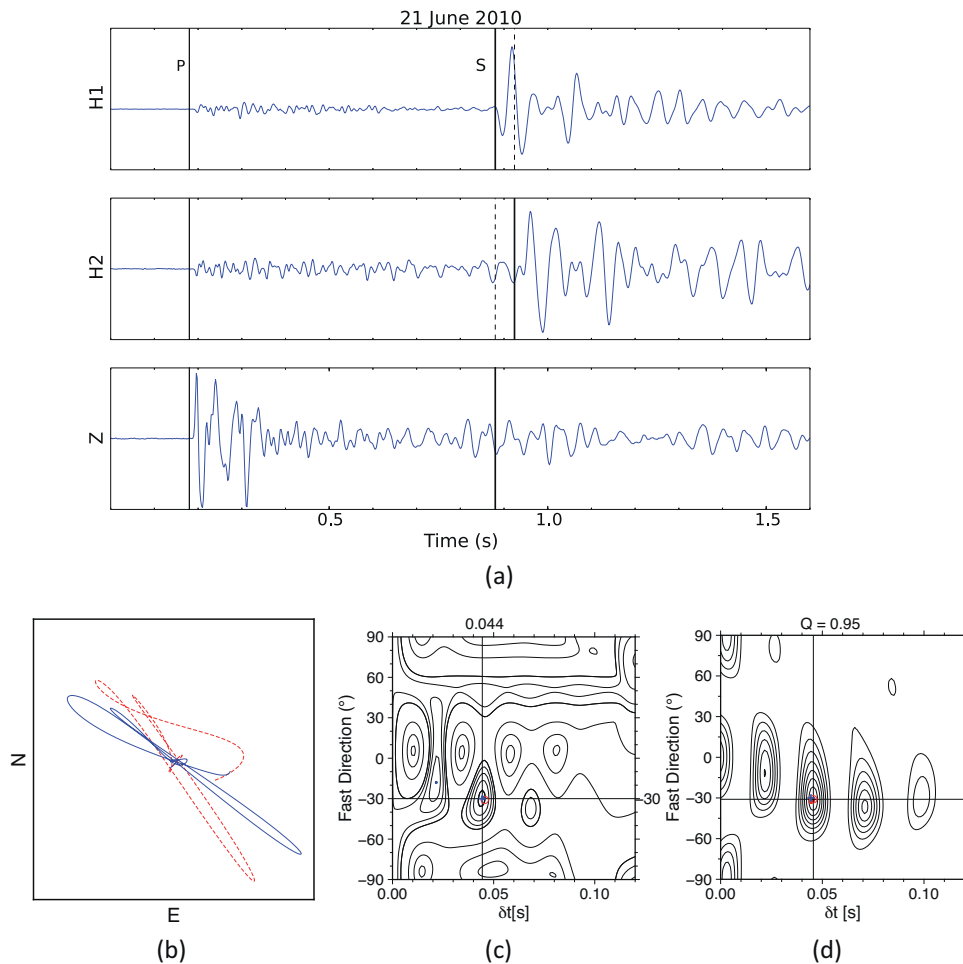 21 June 2010
P
S
H1
H2
Z
0.5 1.0 1.5
Time (s)
(a)
N
E
(b)
0.044
90
60
30
0
−30
−60
−90
Fast Direction (°)
−30
0.00 0.05 0.10
δt[s]
(c)
Q = 0.95
90
60
30
0
−30
−60
−90
Fast Direction (°)
0.00 0.05 0.10
δt [s]
(d)